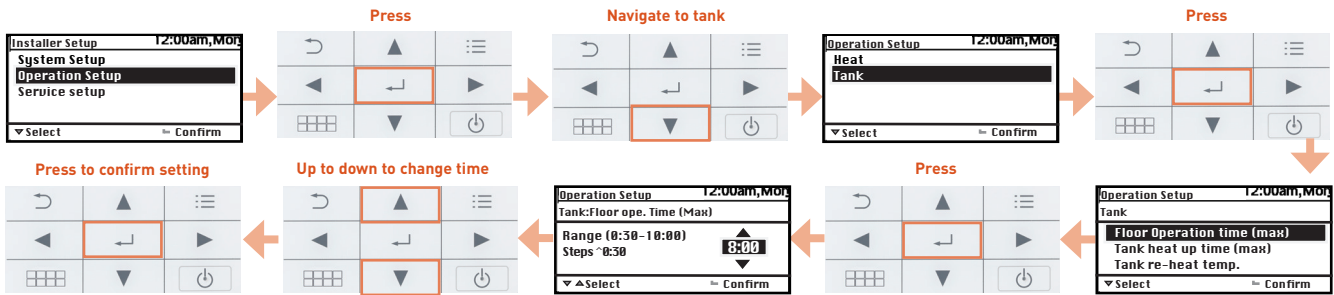 Press
Navigate to tank
Press
Installer Setup 12:00am,Mon
System Setup
Operation Setup
Service setup
▼Select Confirm
Operation Setup 12:00am,Mon
Heat
Tank
▼Select Confirm
Press to confirm setting
Up to down to change time
Press
Operation Setup 12:00am,Mon
Tank:Floor ope. Time (Max)
Range (0:30-10:00)
8:00
Steps ^0:30
▼ ▲Select Confirm
Operation Setup 12:00am,Mon
Tank
Floor Operation time (max)
Tank heat up time (max)
Tank re-heat temp.
▼Select Confirm